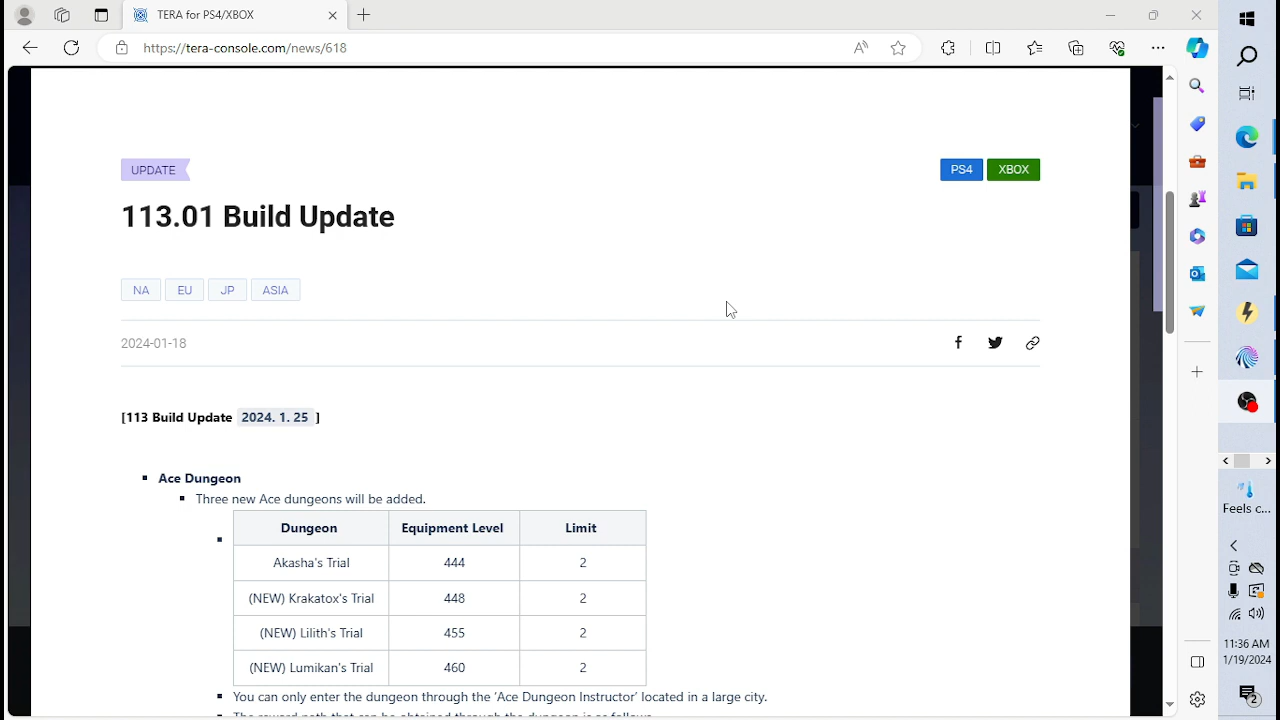 TERA for PS4/XBOX
https://tera-console.com/news/618
UPDATE
PS4 XBOX
113.01 Build Update
NA EU JP ASIA
2024-01-18
[113 Build Update 2024. 1. 25 ]
Ace Dungeon
Three new Ace dungeons will be added.
Dungeon Equipment Level Limit
Akasha's Trial 444 2
(NEW) Krakatox's Trial 448 2
(NEW) Lilith's Trial 455 2
(NEW) Lumikan's Trial 460 2
You can only enter the dungeon through the 'Ace Dungeon Instructor' located in a large city.
Feels c...
11:36 AM
1/19/2024
2